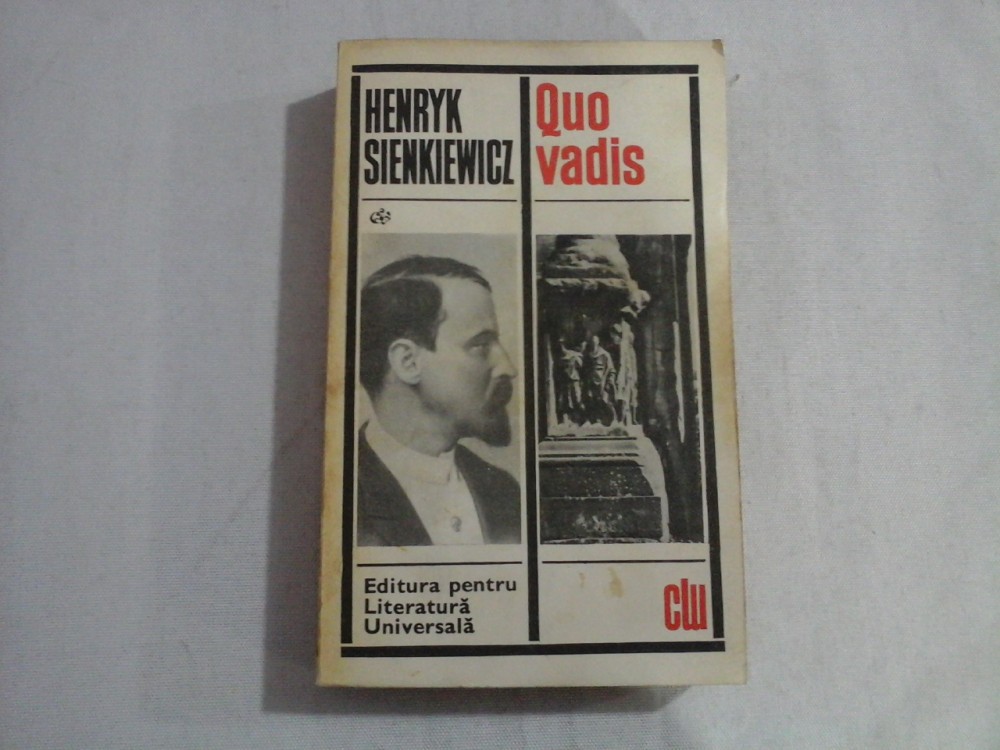 HENRYK
SIENKIEWICZ
Quo
vadis
Editura pentru
Literatură
Universală
clu